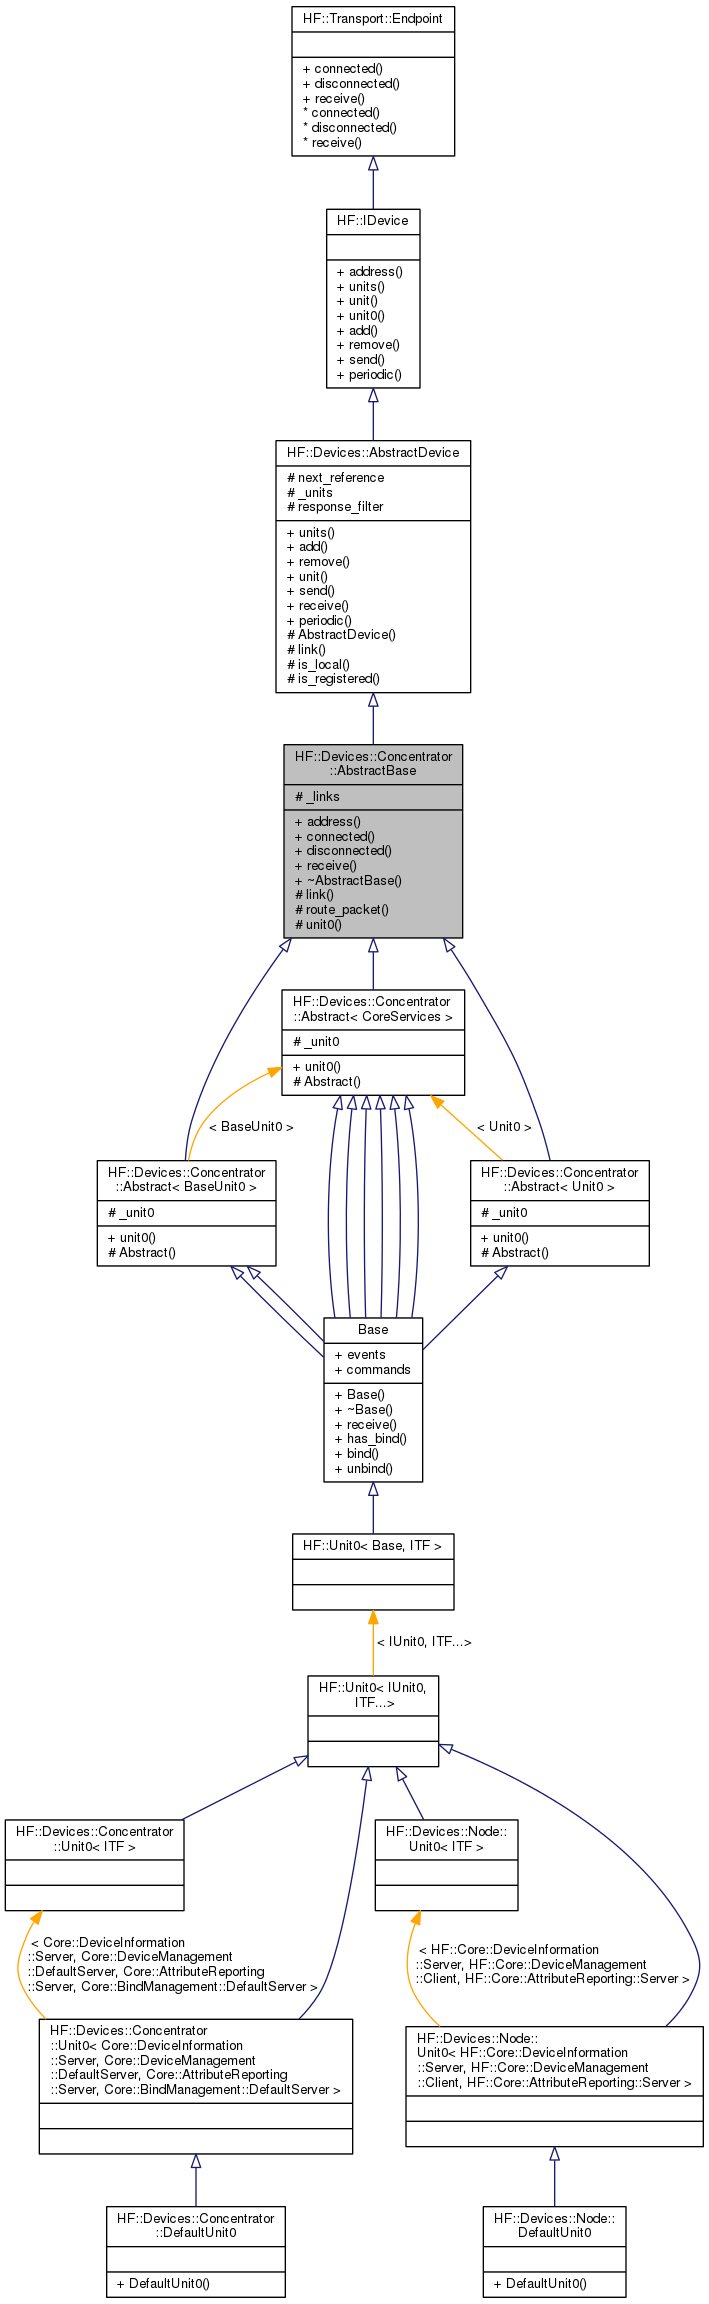 HF::Transport::Endpoint
+ connected()
+ disconnected()
+ receive()
* connected()
* disconnected()
* receive()
HF::IDevice
+ address()
+ units()
+ unit()
+ unit0()
+ add()
+ remove()
+ send()
+ periodic()
HF::Devices::AbstractDevice
# next_reference
# _units
# response_filter
+ units()
+ add()
+ remove()
+ unit()
+ send()
+ receive()
+ periodic()
# AbstractDevice()
# link()
# is_local()
# is_registered()
HF::Devices::Concentrator
::AbstractBase
# _links
+ address()
+ connected()
+ disconnected()
+ receive()
+ ~AbstractBase()
# link()
# route_packet()
# unit0()
HF::Devices::Concentrator
::Abstract< CoreServices >
# _unit0
+ unit0()
# Abstract()
< BaseUnit0 >
< Unit0 >
HF::Devices::Concentrator
::Abstract< BaseUnit0 >
# _unit0
+ unit0()
# Abstract()
HF::Devices::Concentrator
::Abstract< Unit0 >
# _unit0
+ unit0()
# Abstract()
Base
+ events
+ commands
+ Base()
+ ~Base()
+ receive()
+ has_bind()
+ bind()
+ unbind()
HF::Unit0< Base, ITF >
< IUnit0, ITF...>
HF::Unit0< IUnit0,
ITF...>
HF::Devices::Concentrator
::Unit0< ITF >
HF::Devices::Node::
Unit0< ITF >
< Core::DeviceInformation
::Server, Core::DeviceManagement
::DefaultServer, Core::AttributeReporting
::Server, Core::BindManagement::DefaultServer >
< HF::Core::DeviceInformation
::Server, HF::Core::DeviceManagement
::Client, HF::Core::AttributeReporting::Server >
HF::Devices::Concentrator
::Unit0< Core::DeviceInformation
::Server, Core::DeviceManagement
::DefaultServer, Core::AttributeReporting
::Server, Core::BindManagement::DefaultServer >
HF::Devices::Node::
Unit0< HF::Core::DeviceInformation
::Server, HF::Core::DeviceManagement
::Client, HF::Core::AttributeReporting::Server >
HF::Devices::Concentrator
::DefaultUnit0
+ DefaultUnit0()
HF::Devices::Node::
DefaultUnit0
+ DefaultUnit0()